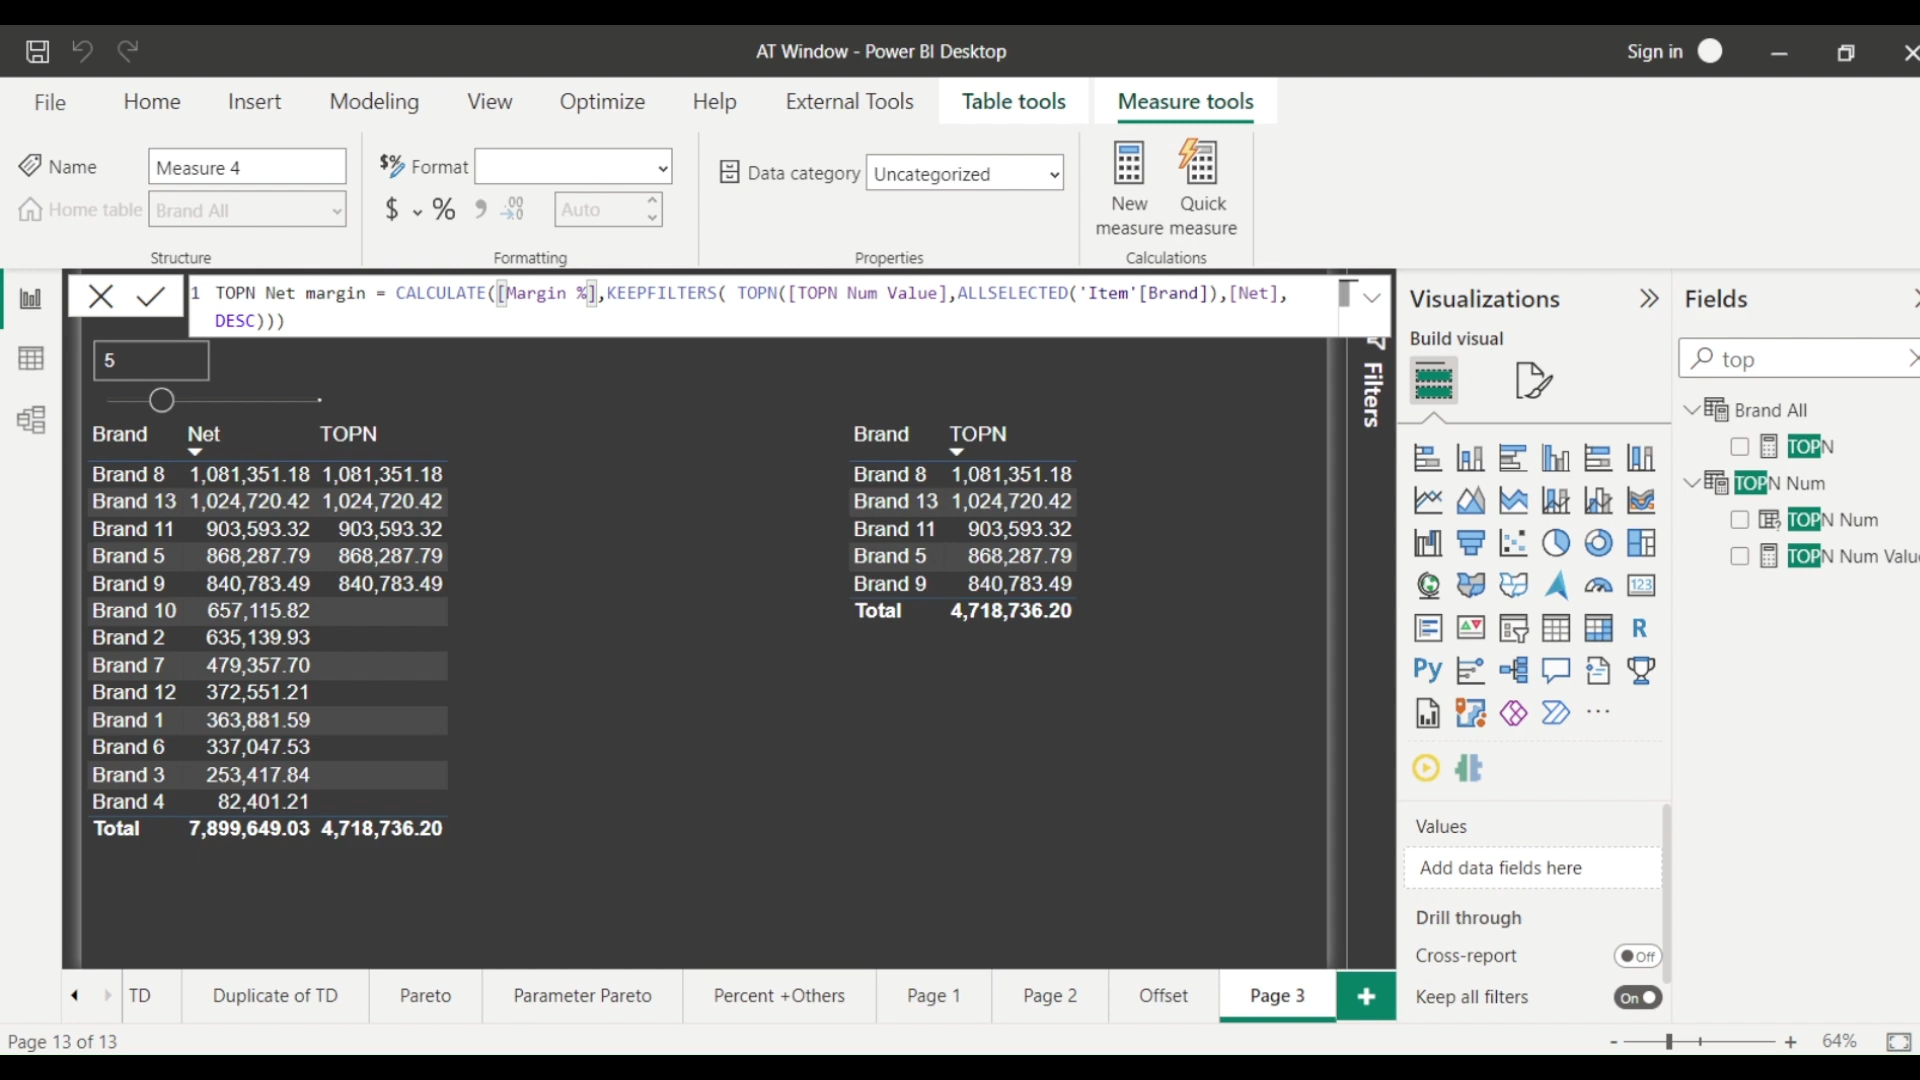 AT Window - Power BI Desktop
Sign in
File Home Insert Modeling View Optimize Help External Tools Table tools Measure tools
Name Measure 4
Format
Data category Uncategorized
Home table Brand All
$ % Auto
New measure
Quick measure
Structure Formatting Properties Calculations
1 TOPN Net margin = CALCULATE([Margin %],KEEPFILTERS( TOPN([TOPN Num Value],ALLSELECTED('Item'[Brand]),[Net],
DESC)))
5
Brand Net TOPN
Brand 8 1,081,351.18 1,081,351.18
Brand 13 1,024,720.42 1,024,720.42
Brand 11 903,593.32 903,593.32
Brand 5 868,287.79 868,287.79
Brand 9 840,783.49 840,783.49
Brand 10 657,115.82
Brand 2 635,139.93
Brand 7 479,357.70
Brand 12 372,551.21
Brand 1 363,881.59
Brand 6 337,047.53
Brand 3 253,417.84
Brand 4 82,401.21
Total 7,899,649.03 4,718,736.20
Brand TOPN
Brand 8 1,081,351.18
Brand 13 1,024,720.42
Brand 11 903,593.32
Brand 5 868,287.79
Brand 9 840,783.49
Total 4,718,736.20
Filters
Visualizations
Build visual
123
R
Py
Values
Add data fields here
Drill through
Cross-report Off
Keep all filters On
Fields
top
Brand All
TOPN
TOPN Num
TOPN Num
TOPN Num Valu
TD Duplicate of TD Pareto Parameter Pareto Percent +Others Page 1 Page 2 Offset Page 3
Page 13 of 13
- + 64%